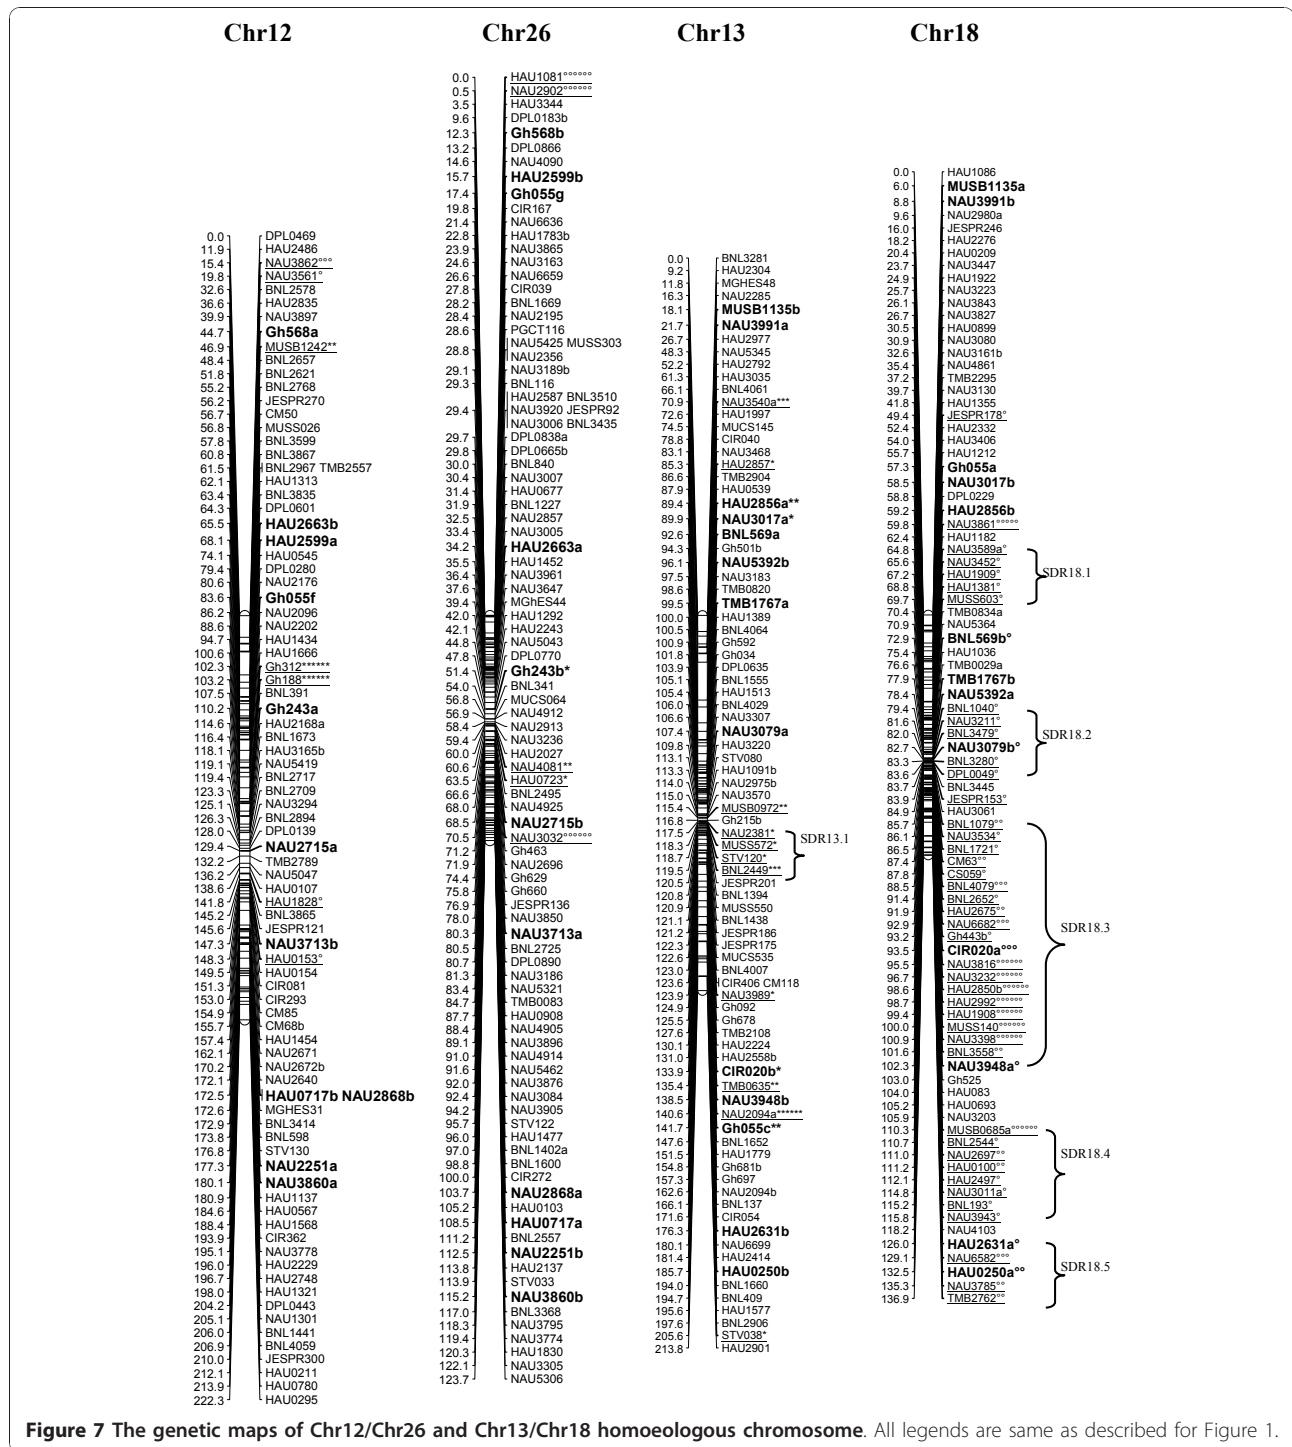 Chr12
Chr26
Chr13
Chr18
0.0 DPL0469
11.9 HAU2486
15.4 NAU3862°°°
19.8 NAU3561°
32.6 BNL2578
36.6 HAU2835
39.9 NAU3897
44.7 Gh568a
46.9 MUSB1242**
48.4 BNL2657
51.8 BNL2621
55.2 BNL2768
56.2 JESPR270
56.7 CM50
56.8 MUSS026
57.8 BNL3599
60.8 BNL3867
61.5 BNL2967 TMB2557
62.1 HAU1313
63.4 BNL3835
64.3 DPL0601
65.5 HAU2663b
68.1 HAU2599a
74.1 HAU0545
79.4 DPL0280
80.6 NAU2176
83.6 Gh055f
86.2 NAU2096
88.6 NAU2202
94.7 HAU1434
100.6 HAU1666
102.3 Gh312******
103.2 Gh188******
107.5 BNL391
110.2 Gh243a
114.6 HAU2168a
116.4 BNL1673
118.1 HAU3165b
119.1 NAU5419
119.4 BNL2717
123.3 BNL2709
125.1 NAU3294
126.3 BNL2894
128.0 DPL0139
129.4 NAU2715a
132.2 TMB2789
136.2 NAU5047
138.6 HAU0107
141.8 HAU1828°
145.2 BNL3865
145.6 JESPR121
147.3 NAU3713b
148.3 HAU0153°
149.5 HAU0154
151.3 CIR081
153.0 CIR293
154.9 CM85
155.7 CM68b
157.4 HAU1454
162.1 NAU2671
170.2 NAU2672b
172.1 NAU2640
172.5 HAU0717b NAU2868b
172.6 MGHES31
172.9 BNL3414
173.8 BNL598
176.8 STV130
177.3 NAU2251a
180.1 NAU3860a
180.9 HAU1137
184.6 HAU0567
188.4 HAU1568
193.9 CIR362
195.1 NAU3778
196.0 HAU2229
196.7 HAU2748
198.0 HAU1321
204.2 DPL0443
205.1 NAU1301
206.0 BNL1441
206.9 BNL4059
210.0 JESPR300
212.1 HAU0211
213.9 HAU0780
222.3 HAU0295
0.0 HAU1081°°°°°°
0.5 NAU2902°°°°°°
3.5 HAU3344
9.6 DPL0183b
12.3 Gh568b
13.2 DPL0866
14.6 NAU4090
15.7 HAU2599b
17.4 Gh055g
19.8 CIR167
21.4 NAU6636
22.8 HAU1783b
23.9 NAU3865
24.6 NAU3163
26.6 NAU6659
27.8 CIR039
28.2 BNL1669
28.4 NAU2195
28.6 PGCT116
NAU5425 MUSS303
28.8 NAU2356
29.1 NAU3189b
29.3 BNL116
HAU2587 BNL3510
29.4 NAU3920 JESPR92
NAU3006 BNL3435
29.7 DPL0838a
29.8 DPL0665b
30.0 BNL840
30.4 NAU3007
31.4 HAU0677
31.9 BNL1227
32.5 NAU2857
33.4 NAU3005
34.2 HAU2663a
35.5 HAU1452
36.4 NAU3961
37.6 NAU3647
39.4 MGhES44
42.0 HAU1292
42.1 HAU2243
44.8 NAU5043
47.8 DPL0770
51.4 Gh243b*
54.0 BNL341
56.8 MUCS064
56.9 NAU4912
58.4 NAU2913
59.4 NAU3236
60.0 HAU2027
60.6 NAU4081**
63.5 HAU0723*
66.6 BNL2495
68.0 NAU4925
68.5 NAU2715b
70.5 NAU3032°°°°°°
71.2 Gh463
71.9 NAU2696
74.4 Gh629
75.8 Gh660
76.9 JESPR136
78.0 NAU3850
80.3 NAU3713a
80.5 BNL2725
80.7 DPL0890
81.3 NAU3186
83.4 NAU5321
84.7 TMB0083
87.7 HAU0908
88.4 NAU4905
89.1 NAU3896
91.0 NAU4914
91.6 NAU5462
92.0 NAU3876
92.4 NAU3084
94.2 NAU3905
95.7 STV122
96.0 HAU1477
97.0 BNL1402a
98.8 BNL1600
100.0 CIR272
103.7 NAU2868a
105.2 HAU0103
108.5 HAU0717a
111.2 BNL2557
112.5 NAU2251b
113.8 HAU2137
113.9 STV033
115.2 NAU3860b
117.0 BNL3368
118.3 NAU3795
119.4 NAU3774
120.3 HAU1830
122.1 NAU3305
123.7 NAU5306
0.0 BNL3281
9.2 HAU2304
11.8 MGHES48
16.3 NAU2285
18.1 MUSB1135b
21.7 NAU3991a
26.7 HAU2977
48.3 NAU5345
52.2 HAU2792
61.3 HAU3035
66.1 BNL4061
70.9 NAU3540a***
72.6 HAU1997
74.5 MUCS145
78.8 CIR040
83.1 NAU3468
85.3 HAU2857*
86.6 TMB2904
87.9 HAU0539
89.4 HAU2856a**
89.9 NAU3017a*
92.6 BNL569a
94.3 Gh501b
96.1 NAU5392b
97.5 NAU3183
98.6 TMB0820
99.5 TMB1767a
100.0 HAU1389
100.5 BNL4064
100.9 Gh592
101.8 Gh034
103.9 DPL0635
105.1 BNL1555
105.4 HAU1513
106.0 BNL4029
106.6 NAU3307
107.4 NAU3079a
109.8 HAU3220
113.1 STV080
113.3 HAU1091b
114.0 NAU2975b
115.0 NAU3570
115.4 MUSB0972**
116.8 Gh215b
117.5 NAU2381*
118.3 MUSS572*
118.7 STV120*
119.5 BNL2449***
SDR13.1
120.5 JESPR201
120.8 BNL1394
120.9 MUSS550
121.1 BNL1438
121.2 JESPR186
122.3 JESPR175
122.6 MUCS535
123.0 BNL4007
123.6 CIR406 CM118
123.9 NAU3989*
124.9 Gh092
125.5 Gh678
127.6 TMB2108
130.1 HAU2224
131.0 HAU2558b
133.9 CIR020b*
135.4 TMB0635**
138.5 NAU3948b
140.6 NAU2094a******
141.7 Gh055c**
147.6 BNL1652
151.5 HAU1779
154.8 Gh681b
157.3 Gh697
162.6 NAU2094b
166.1 BNL137
171.6 CIR054
176.3 HAU2631b
180.1 NAU6699
181.4 HAU2414
185.7 HAU0250b
194.0 BNL1660
194.7 BNL409
195.6 HAU1577
197.6 BNL2906
205.6 STV038*
213.8 HAU2901
0.0 HAU1086
6.0 MUSB1135a
8.8 NAU3991b
9.6 NAU2980a
16.0 JESPR246
18.2 HAU2276
20.4 HAU0209
23.7 NAU3447
24.9 HAU1922
25.7 NAU3223
26.1 NAU3843
26.7 NAU3827
30.5 HAU0899
30.9 NAU3080
32.6 NAU3161b
35.4 NAU4861
37.2 TMB2295
39.7 NAU3130
41.8 HAU1355
49.4 JESPR178°
52.4 HAU2332
54.0 HAU3406
55.7 HAU1212
57.3 Gh055a
58.5 NAU3017b
58.8 DPL0229
59.2 HAU2856b
59.8 NAU3861°°°°°
62.4 HAU1182
64.8 NAU3589a°
65.6 NAU3452°
67.2 HAU1909°
68.8 HAU1381°
69.7 MUSS603°
SDR18.1
70.4 TMB0834a
70.9 NAU5364
72.9 BNL569b°
75.4 HAU1036
76.6 TMB0029a
77.9 TMB1767b
78.4 NAU5392a
79.4 BNL1040°
81.6 NAU3211°
82.0 BNL3479°
82.7 NAU3079b°
83.3 BNL3280°
83.6 DPL0049°
SDR18.2
83.7 BNL3445
83.9 JESPR153°
84.9 HAU3061
85.7 BNL1079°°
86.1 NAU3534°
86.5 BNL1721°
87.4 CM63°°
87.8 CS059°
88.5 BNL4079°°°
91.4 BNL2652°
91.9 HAU2675°°
92.9 NAU6682°°°
93.2 Gh443b°
93.5 CIR020a°°°
95.5 NAU3816°°°°°°
96.7 NAU3232°°°°°°
98.6 HAU2850b°°°°°°
98.7 HAU2992°°°°°°
99.4 HAU1908°°°°°°
100.0 MUSS140°°°°°°
100.9 NAU3398°°°°°°
101.6 BNL3558°°
102.3 NAU3948a°
SDR18.3
103.0 Gh525
104.0 HAU083
105.2 HAU0693
105.9 NAU3203
110.3 MUSB0685a°°°°°°
110.7 BNL2544°
111.0 NAU2697°°
111.2 HAU0100°°
112.1 HAU2497°
114.8 NAU3011a°
115.2 BNL193°
115.8 NAU3943°
SDR18.4
118.2 NAU4103
126.0 HAU2631a°
129.1 NAU6582°°°
132.5 HAU0250a°°
135.3 NAU3785°°
136.9 TMB2762°°
SDR18.5
Figure 7 The genetic maps of Chr12/Chr26 and Chr13/Chr18 homoeologous chromosome. All legends are same as described for Figure 1.